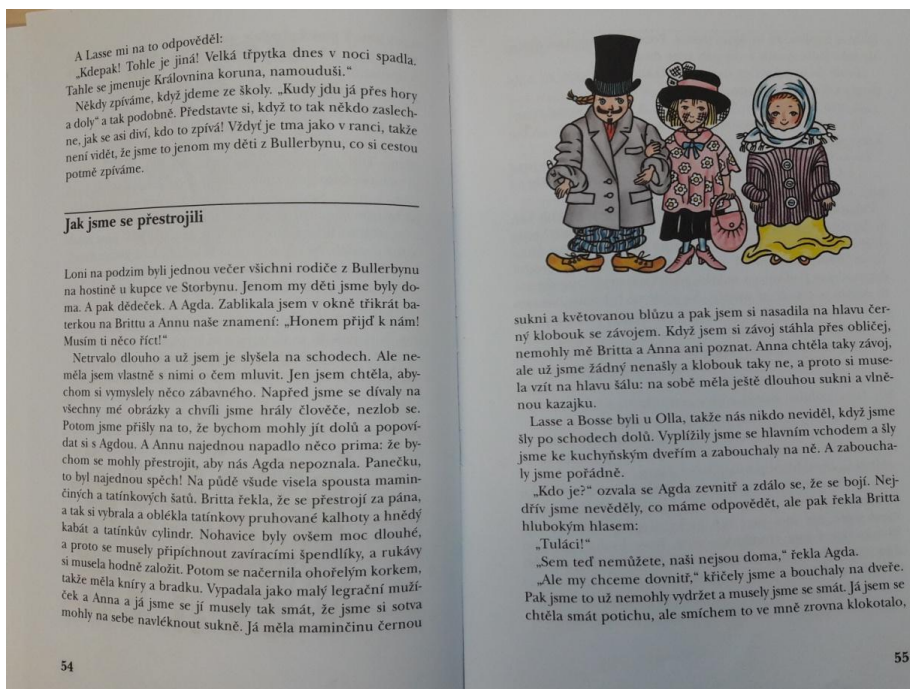 A Lasse mi na to odpověděl:
„Kdepak! Tohle je jiná! Velká třpytka dnes v noci spadla.
Tahle se jmenuje Královnina koruna, namouduši.“
Někdy zpíváme, když jdeme ze školy. „Kudy jdu já přes hory
a doly“ a tak podobně. Představte si, když to tak někdo zaslech-
ne, jak se asi diví, kdo to zpívá! Vždyť je tma jako v ranci, takže
není vidět, že jsme to jenom my děti z Bullerbynu, co si cestou
potmě zpíváme.
Jak jsme se přestrojili
Loni na podzim byli jednou večer všichni rodiče z Bullerbynu
na hostině u kupce ve Storbynu. Jenom my děti jsme byly do-
ma. A pak dědeček. A Agda. Zablikala jsem v okně třikrát ba-
terkou na Brittu a Annu naše znamení: „Honem přijď k nám!
Musím ti něco říct!“
Netrvalo dlouho a už jsem je slyšela na schodech. Ale ne-
měla jsem vlastně s nimi o čem mluvit. Jen jsem chtěla, aby-
chom si vymyslely něco zábavného. Napřed jsme se dívaly na
všechny mé obrázky a chvíli jsme hrály člověče, nezlob se.
Potom jsme přišly na to, že bychom mohly jít dolů a popoví-
dat si s Agdou. A Annu najednou napadlo něco prima: že by-
chom se mohly přestrojit, aby nás Agda nepoznala. Panečku,
to byl najednou spěch! Na půdě všude visela spousta mamin-
činých a tatínkových šatů. Britta řekla, že se přestrojí za pána,
a tak si vybrala a oblékla tatínkovy pruhované kalhoty a hnědý
kabát a tatínkův cylindr. Nohavice byly ovšem moc dlouhé,
a proto se musely připíchnout zavíracími špendlíky, a rukávy
si musela hodně založit. Potom se načernila ohořelým korkem,
takže měla kníry a bradku. Vypadala jako malý legrační muží-
ček a Anna a já jsme se jí musely tak smát, že jsme si sotva
mohly na sebe navléknout sukně. Já měla maminčinu černou
54
sukni a květovanou blůzu a pak jsem si nasadila na hlavu čer-
ný klobouk se závojem. Když jsem si závoj stáhla přes obličej,
nemohly mě Britta a Anna ani poznat. Anna chtěla taky závoj,
ale už jsme žádný nenašly a klobouk taky ne, a proto si muse-
la vzít na hlavu šálu: na sobě měla ještě dlouhou sukni a vlně-
nou kazajku.
Lasse a Bosse byli u Olla, takže nás nikdo neviděl, když jsme
šly po schodech dolů. Vyplížily jsme se hlavním vchodem a šly
jsme ke kuchyňským dveřím a zabouchaly na ně. A zaboucha-
ly jsme pořádně.
„Kdo je?“ ozvala se Agda zevnitř a zdálo se, že se bojí. Nej-
dřív jsme nevěděly, co máme odpovědět, ale pak řekla Britta
hlubokým hlasem:
„Tuláci!“
„Sem teď nemůžete, naši nejsou doma,“ řekla Agda.
„Ale my chceme dovnitř,“ křičely jsme a bouchaly na dveře.
Pak jsme to už nemohly vydržet a musely jsme se smát. Já jsem se
chtěla smát potichu, ale smíchem to ve mně zrovna klokotalo,
55